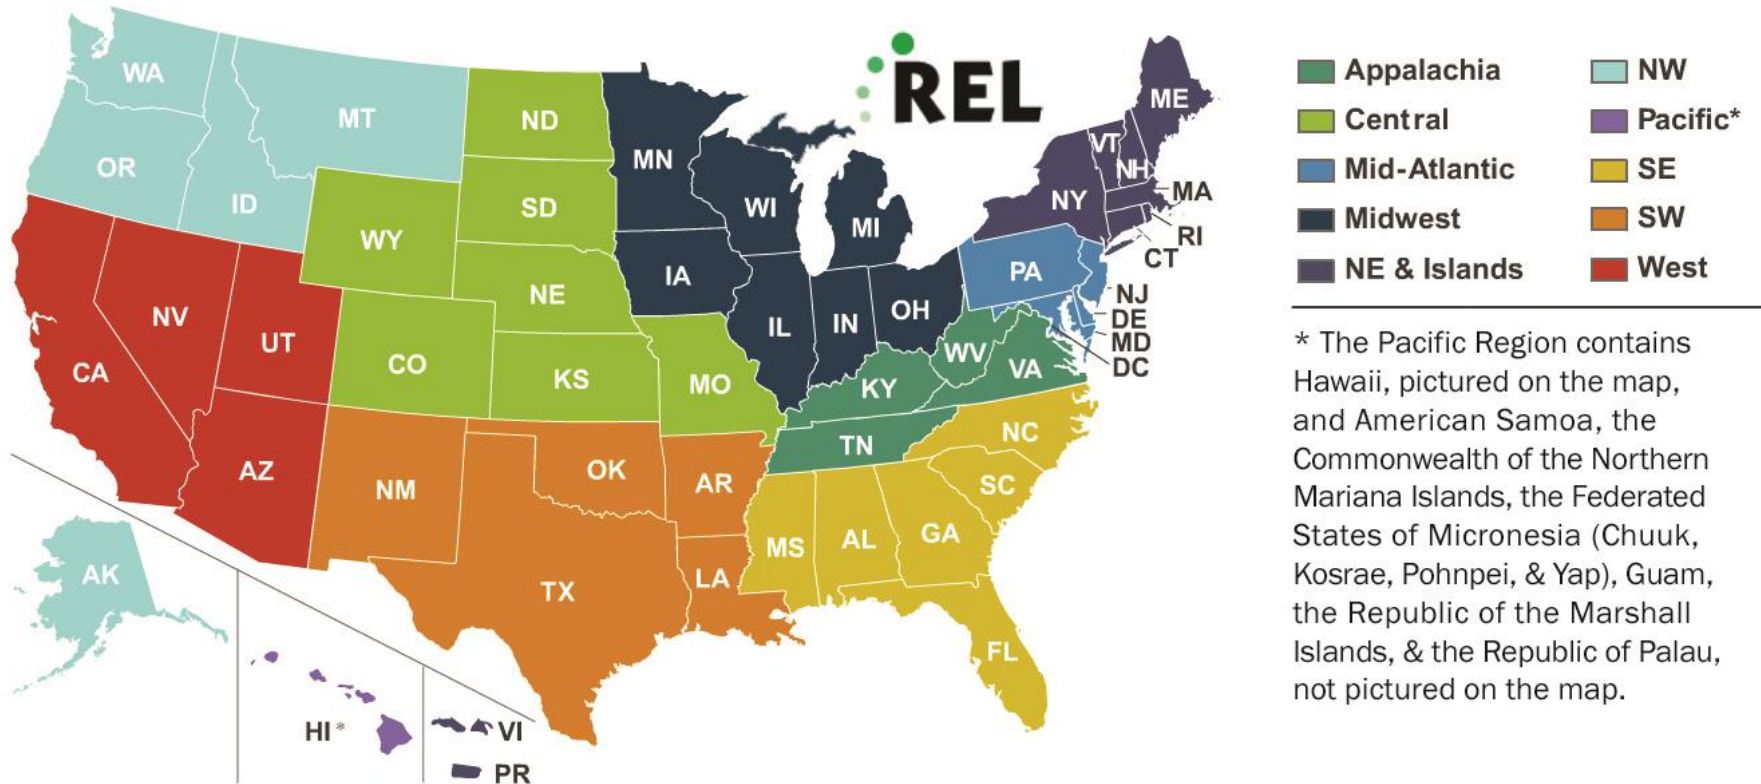 REL
WA
MT
ND
MN
ME
VT
NH
OR
ID
SD
WI
MI
NY
MA
RI
CT
WY
IA
PA
NE
NJ
DE
MD
DC
NV
UT
CO
KS
MO
IL
IN
OH
WV
VA
KY
CA
AZ
NM
OK
AR
TN
NC
SC
MS
AL
GA
TX
LA
FL
AK
HI *
VI
PR
Appalachia
Central
Mid-Atlantic
Midwest
NE & Islands
NW
Pacific*
SE
SW
West
* The Pacific Region contains
Hawaii, pictured on the map,
and American Samoa, the
Commonwealth of the Northern
Mariana Islands, the Federated
States of Micronesia (Chuuk,
Kosrae, Pohnpei, & Yap), Guam,
the Republic of the Marshall
Islands, & the Republic of Palau,
not pictured on the map.